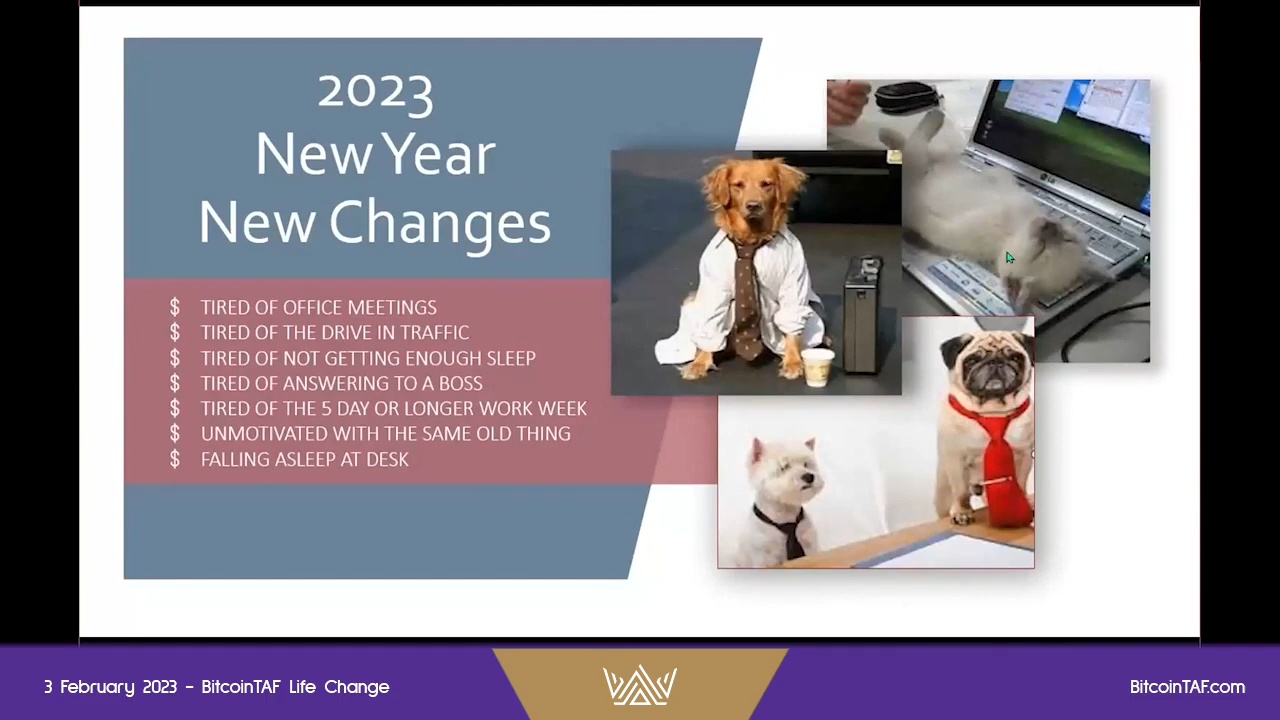 2023
New Year
New Changes
$ TIRED OF OFFICE MEETINGS
$ TIRED OF THE DRIVE IN TRAFFIC
$ TIRED OF NOT GETTING ENOUGH SLEEP
$ TIRED OF ANSWERING TO A BOSS
$ TIRED OF THE 5 DAY OR LONGER WORK WEEK
$ UNMOTIVATED WITH THE SAME OLD THING
$ FALLING ASLEEP AT DESK
LG
3 February 2023 - BitcoinTAF Life Change
BitcoinTAF.com